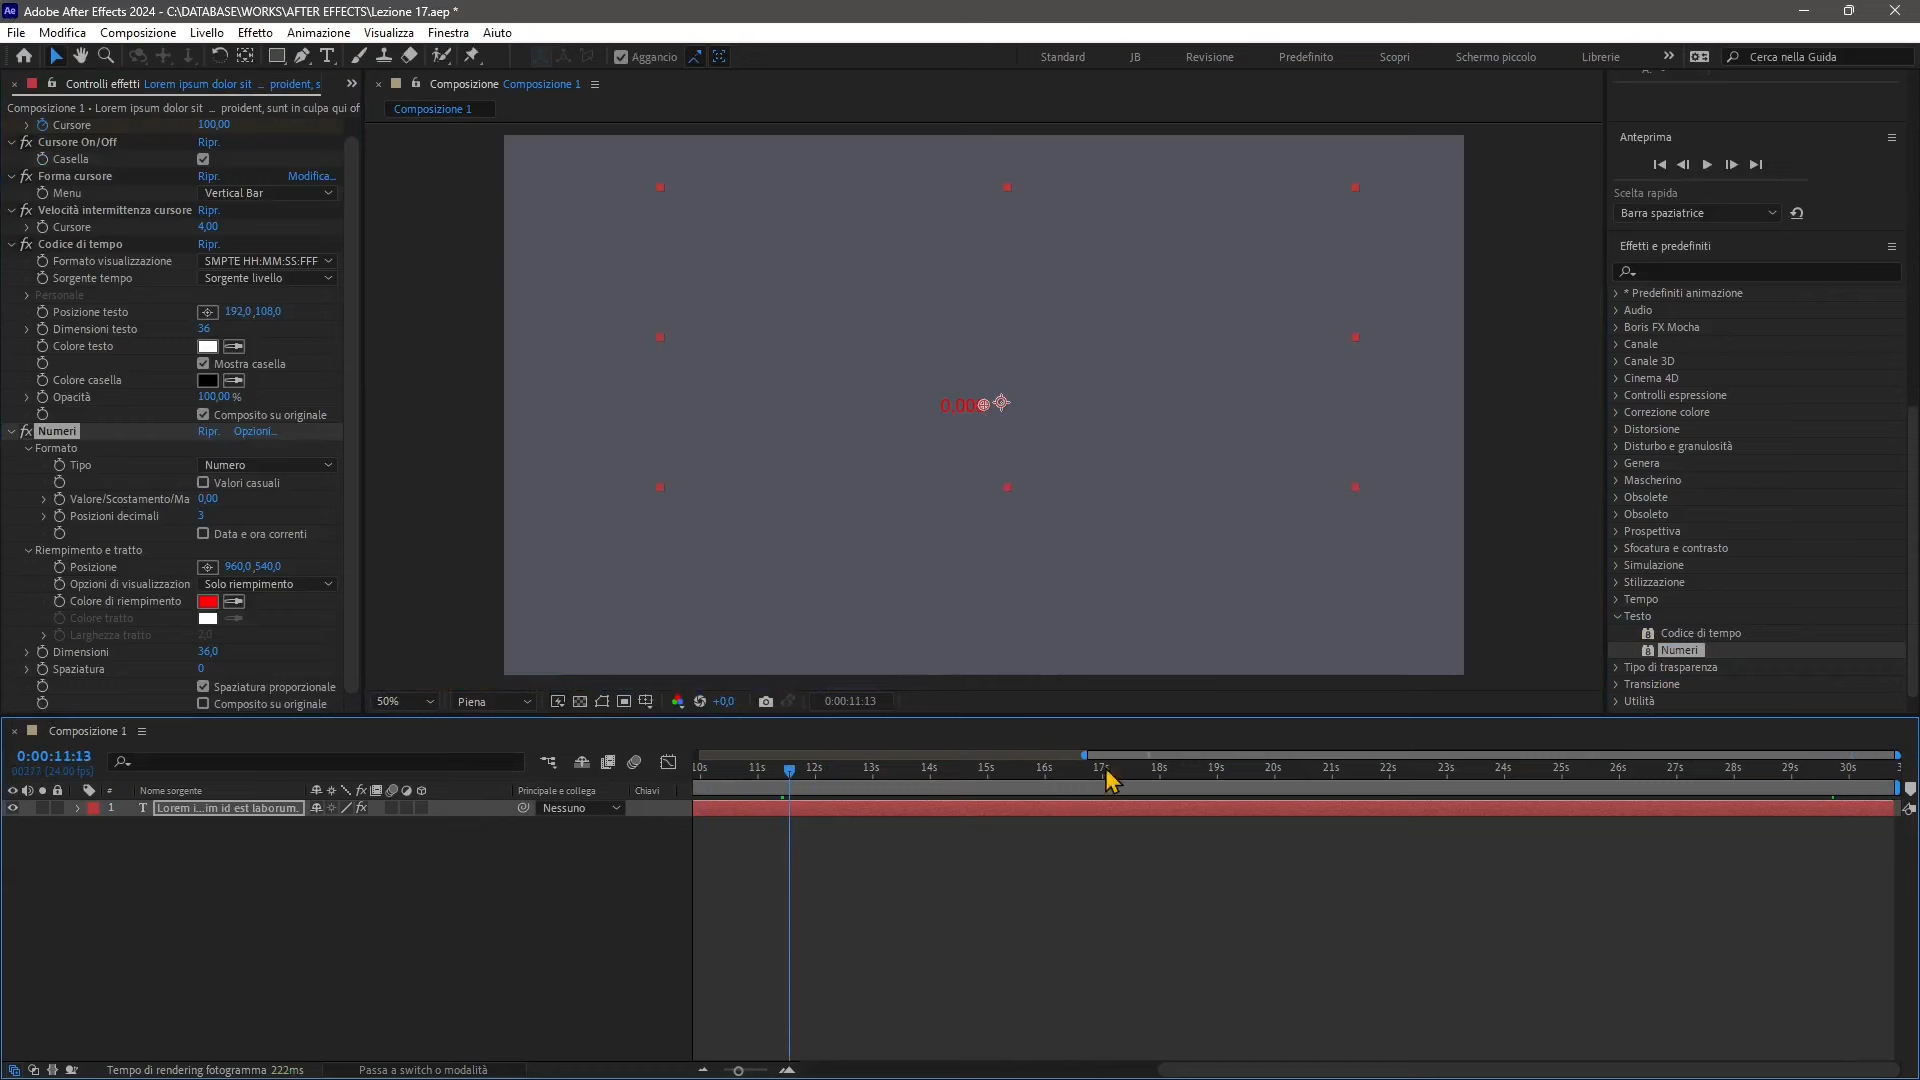 Adobe After Effects 2024 - C:\DATABASE\WORKS\AFTER EFFECTS\Lezione 17.aep *
File Modifica Composizione Livello Effetto Animazione Visualizza Finestra Aiuto
Aggancio Standard JB Revisione Predefinito Scopri Schermo piccolo Librerie Cerca nella Guida
Controlli effetti Lorem ipsum dolor sit ... proident, s
Composizione Composizione 1
Composizione 1 • Lorem ipsum dolor sit ... proident, sunt in culpa qui of
Composizione 1
Cursore 100,00
Cursore On/Off Ripr.
Casella
Forma cursore Ripr. Modifica...
Menu Vertical Bar
Velocità intermittenza cursore Ripr.
Cursore 4,00
Codice di tempo Ripr.
Formato visualizzazione SMPTE HH:MM:SS:FFF
Sorgente tempo Sorgente livello
Personale
Posizione testo 192,0 ,108,0
Dimensioni testo 36
Colore testo
Mostra casella
Colore casella
Opacità 100,00 %
Composito su originale
Numeri Ripr. Opzioni...
Formato
Tipo Numero
Valori casuali
Valore/Scostamento/Ma 0,00
Posizioni decimali 3
Data e ora correnti
Riempimento e tratto
Posizione 960,0 ,540,0
Opzioni di visualizzazion Solo riempimento
Colore di riempimento
Colore tratto
Larghezza tratto 2,0
Dimensioni 36,0
Spaziatura 0
Spaziatura proporzionale
Composito su originale
0,00
50% Piena +0,0 0:00:11:13
Anteprima
Scelta rapida
Barra spaziatrice
Effetti e predefiniti
* Predefiniti animazione
Audio
Boris FX Mocha
Canale
Canale 3D
Cinema 4D
Controlli espressione
Correzione colore
Distorsione
Disturbo e granulosità
Genera
Mascherino
Obsolete
Obsoleto
Prospettiva
Sfocatura e contrasto
Simulazione
Stilizzazione
Tempo
Testo
Codice di tempo
Numeri
Tipo di trasparenza
Transizione
Utilità
Composizione 1
0:00:11:13
00277 (24.00 fps)
10s 11s 12s 13s 14s 15s 16s 17s 18s 19s 20s 21s 22s 23s 24s 25s 26s 27s 28s 29s 30s
# Nome sorgente fx Principale e collega Chiavi
1 T Lorem i...im id est laborum. fx Nessuno
Tempo di rendering fotogramma 222ms Passa a switch o modalità